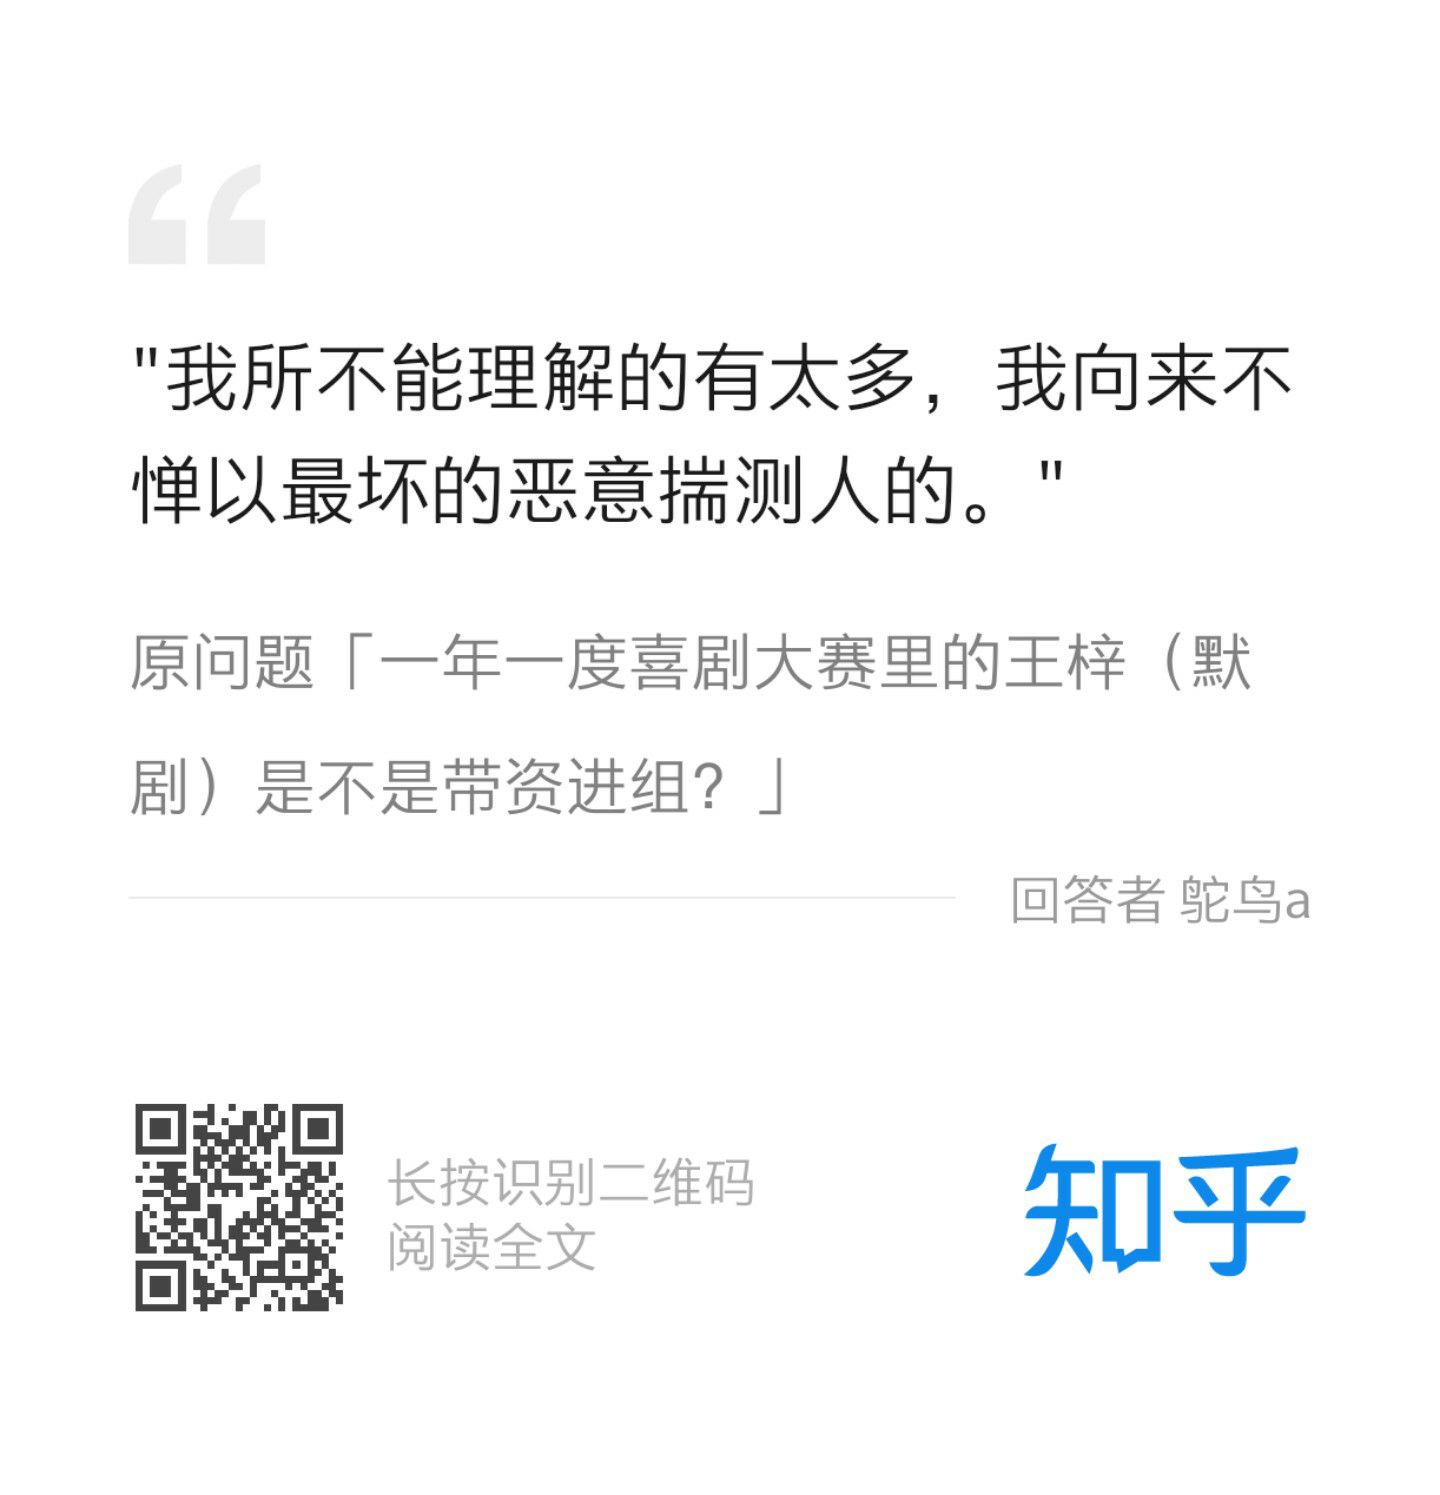 "我所不能理解的有太多，我向来不
惮以最坏的恶意揣测人的。"
原问题「一年一度喜剧大赛里的王梓（默
剧）是不是带资进组？」
回答者 鸵鸟a
长按识别二维码
阅读全文
知乎